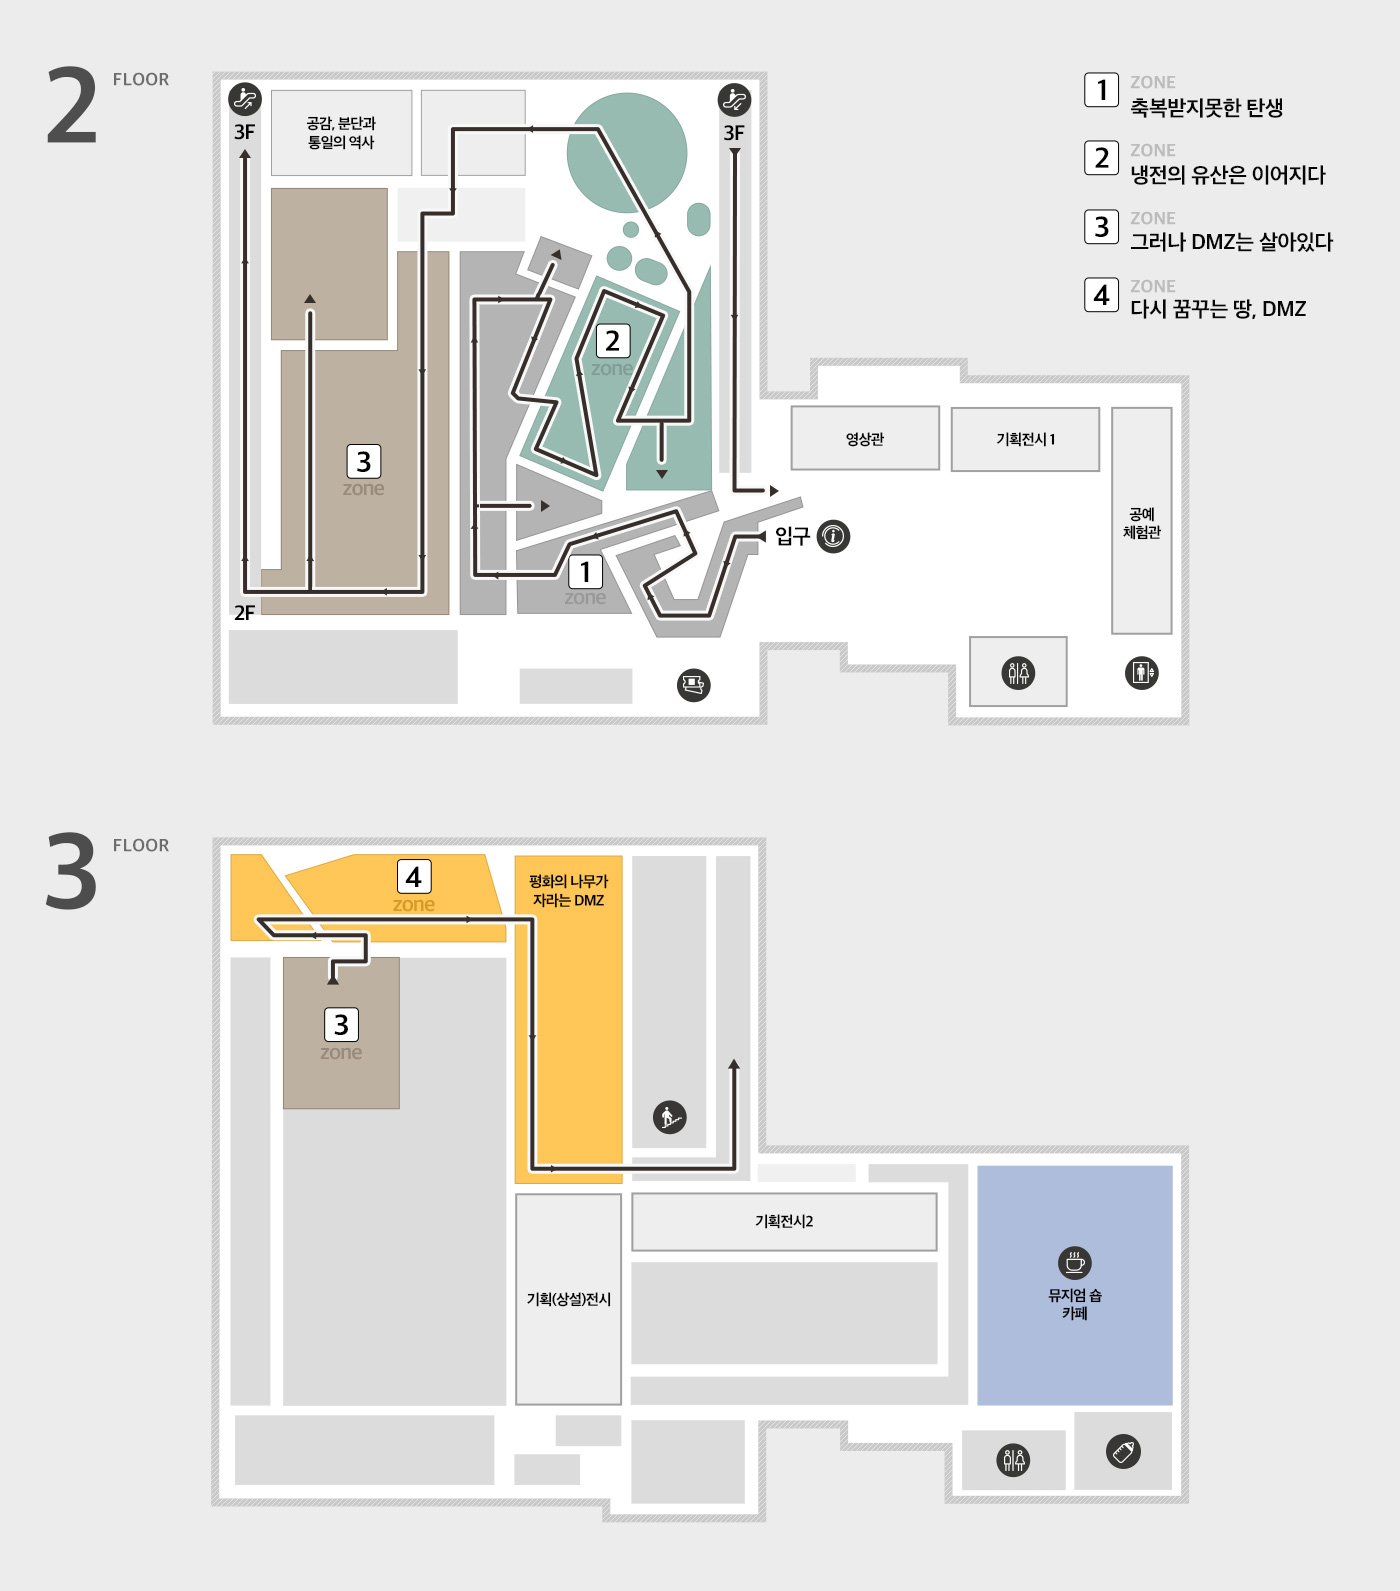 2 FLOOR
1 ZONE
축복받지못한 탄생
2 ZONE
냉전의 유산은 이어지다
3 ZONE
그러나 DMZ는 살아있다
4 ZONE
다시 꿈꾸는 땅, DMZ
3F
공감, 분단과
통일의 역사
3F
2
zone
3
zone
영상관
기획전시 1
공예
체험관
입구
1
zone
2F
3 FLOOR
4
zone
평화의 나무가
자라는 DMZ
3
zone
기획전시2
기획(상설)전시
뮤지엄 숍
카페